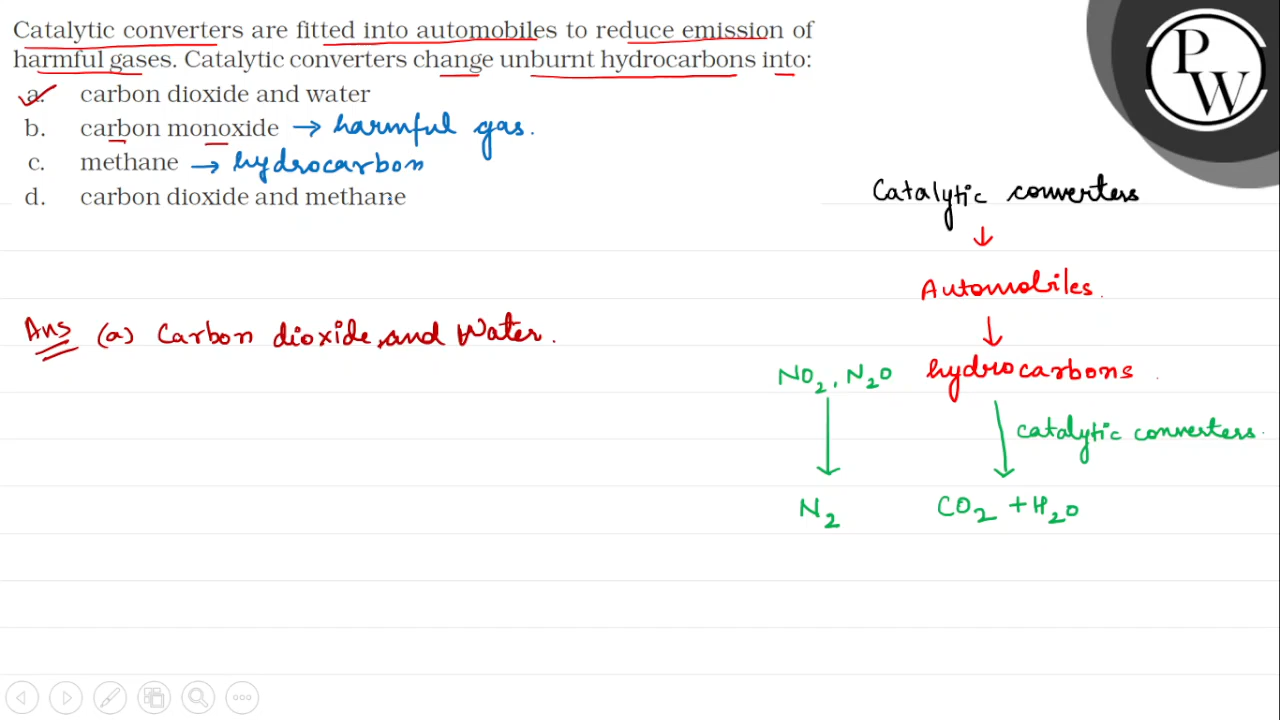 Catalytic converters are fitted into automobiles to reduce emission of
harmful gases. Catalytic converters change unburnt hydrocarbons into:
a. carbon dioxide and water
b. carbon monoxide → harmful gas.
c. methane → hydrocarbon
d. carbon dioxide and methane
PW
Catalytic converters
↓
Automobiles.
↓
Ans (a) Carbon dioxide and Water.
NO2, N2O hydrocarbons
catalytic converters.
N2 CO2 + H2O